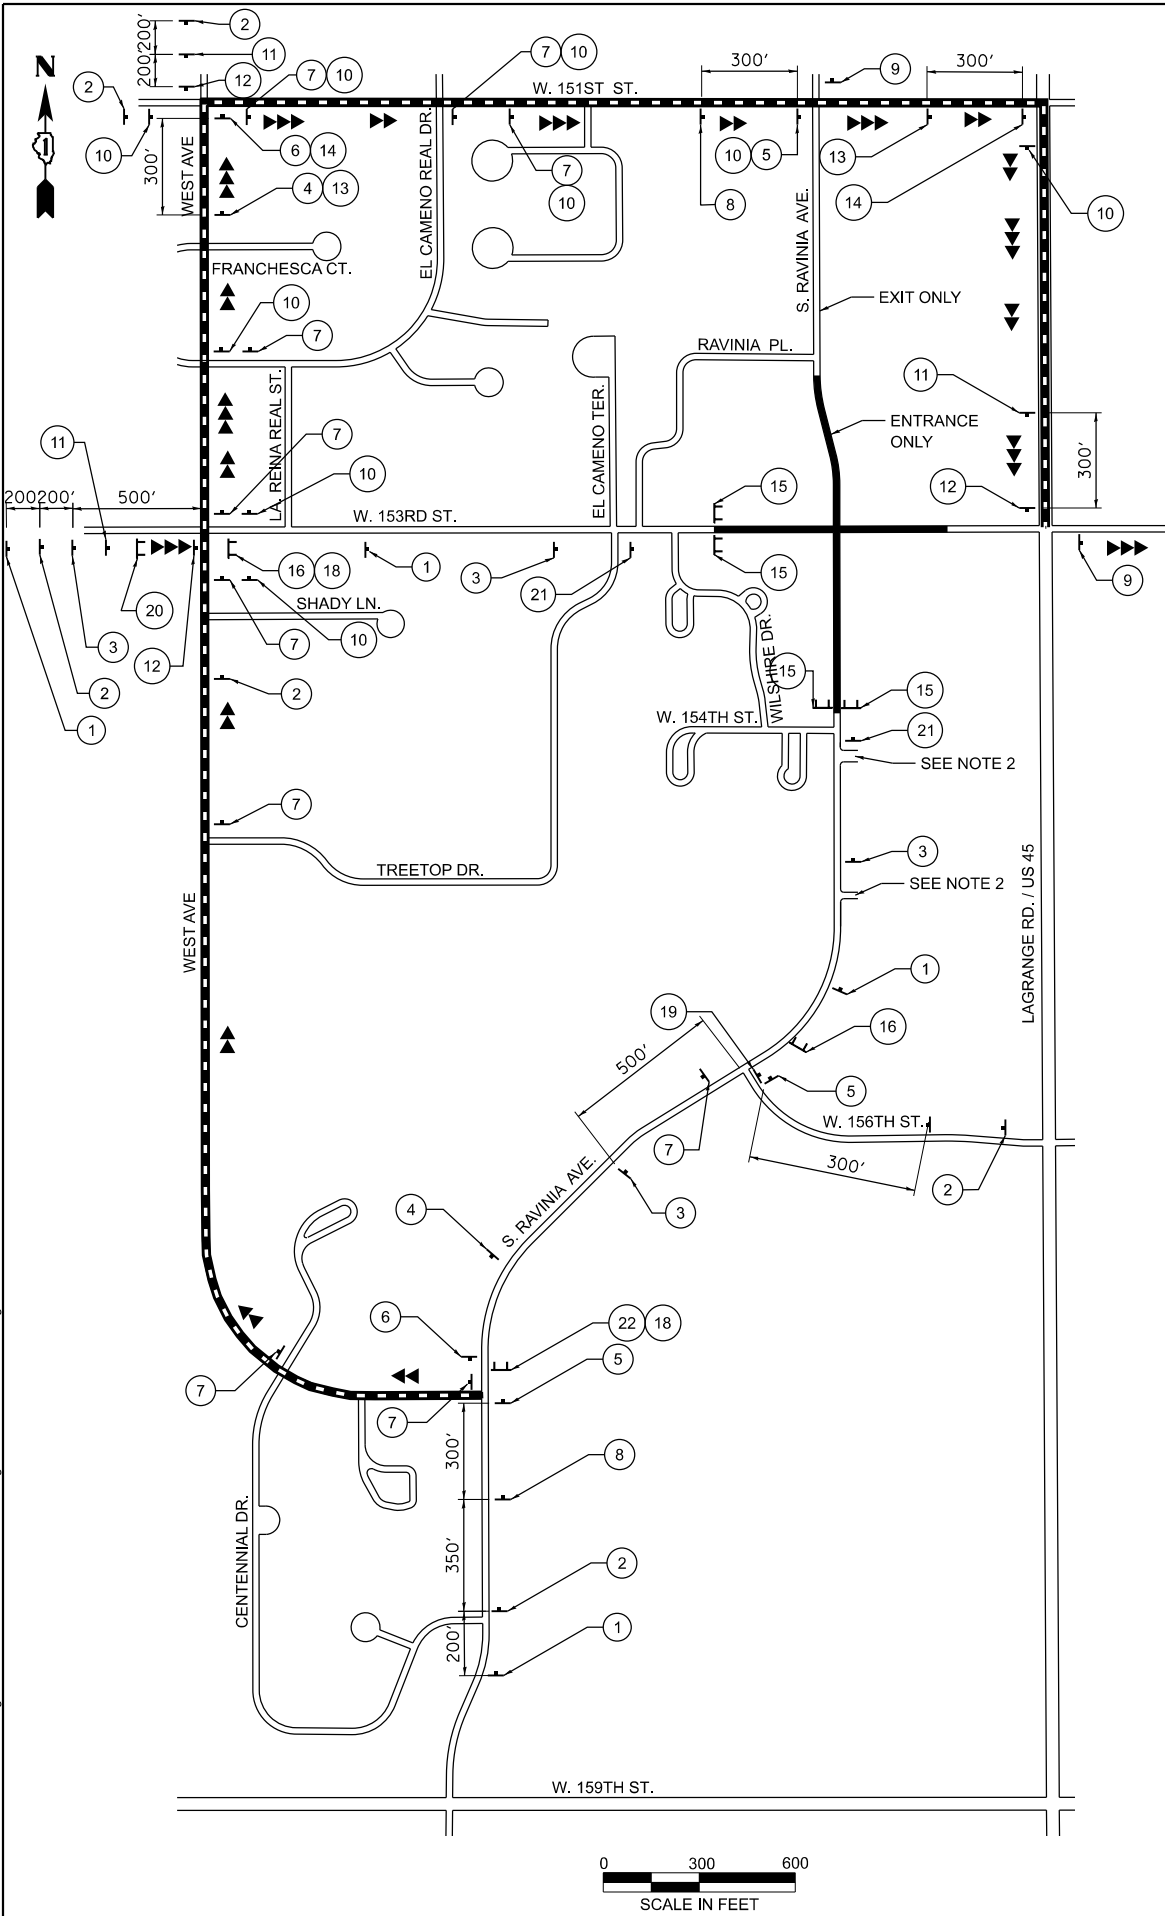 2
200'
11
200'
12
7 10
7 10
300'
9
300'
W. 151ST ST.
N
1
2
10
300'
WEST AVE
6 14
4 13
EL CAMENO REAL DR.
7
10
10 5
8
13
14
10
S. RAVINIA AVE.
FRANCHESCA CT.
EXIT ONLY
10
7
RAVINIA PL.
11
ENTRANCE
ONLY
LA. REINA REAL ST.
EL CAMENO TER.
7
10
11
200' 200'
500'
15
12
300'
W. 153RD ST.
16 18
1
3
21
15
9
20
SHADY LN.
3
12
7
10
2
1
2
WILSHIRE DR.
15
15
W. 154TH ST.
21
SEE NOTE 2
7
TREETOP DR.
3
SEE NOTE 2
LAGRANGE RD. / US 45
WEST AVE
1
19
16
500'
5
W. 156TH ST.
7
300'
2
S. RAVINIA AVE.
3
4
6
22 18
5
7
7
300'
8
CENTENNIAL DR.
350'
2
200'
1
W. 159TH ST.
0 300 600
SCALE IN FEET